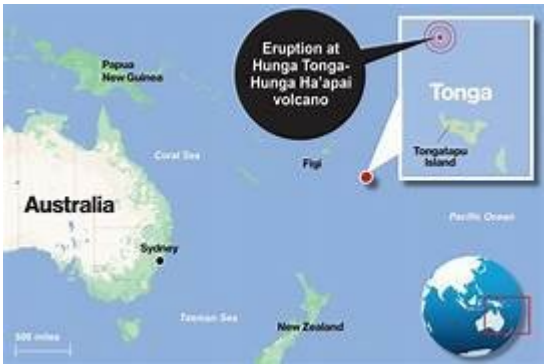 Papua
New Guinea
Eruption at
Hunga Tonga-
Hunga Ha'apai
volcano
Tonga
Tongatapu
Island
Coral Sea
Figi
Australia
Pacific Ocean
Sydney
Tasman Sea
New Zealand
500 miles